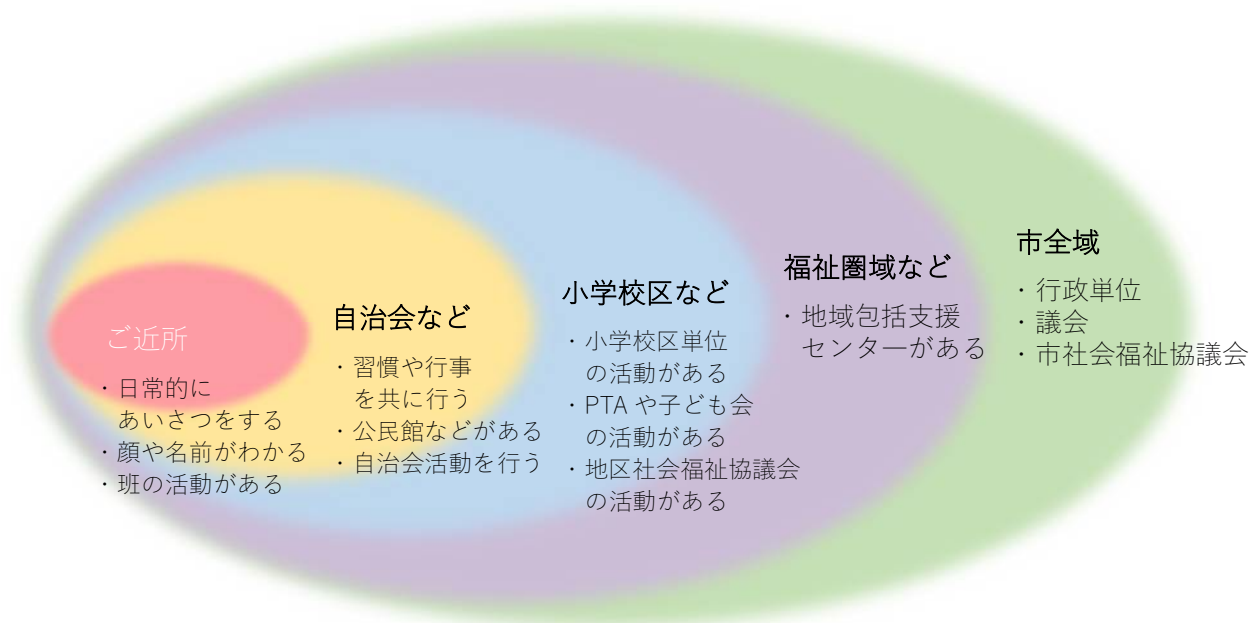 ご近所
・日常的に
あいさつをする
・顔や名前がわかる
・班の活動がある
自治会など
・習慣や行事
を共に行う
・公民館などがある
・自治会活動を行う
小学校区など
・小学校区単位
の活動がある
・PTA や子ども会
の活動がある
・地区社会福祉協議会
の活動がある
福祉圏域など
・地域包括支援
センターがある
市全域
・行政単位
・議会
・市社会福祉協議会